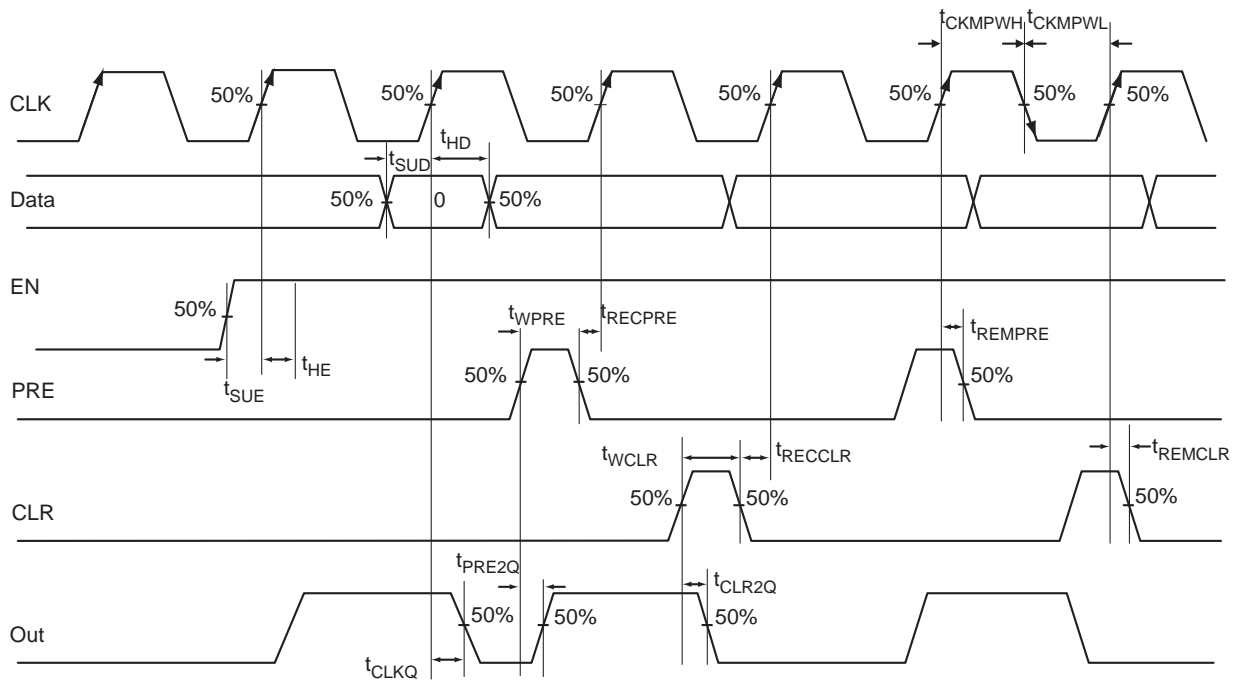 tCKMPWH tCKMPWL
CLK 50% 50% 50% 50% 50% 50% 50%
tSUD tHD
Data 50% 0 50%
EN
50%
tWPRE tRECPRE tREMPRE
tSUE tHE
PRE 50% 50% 50%
tWCLR tRECCLR tREMCLR
CLR 50% 50% 50%
tPRE2Q tCLR2Q
Out 50% 50% 50%
tCLKQ